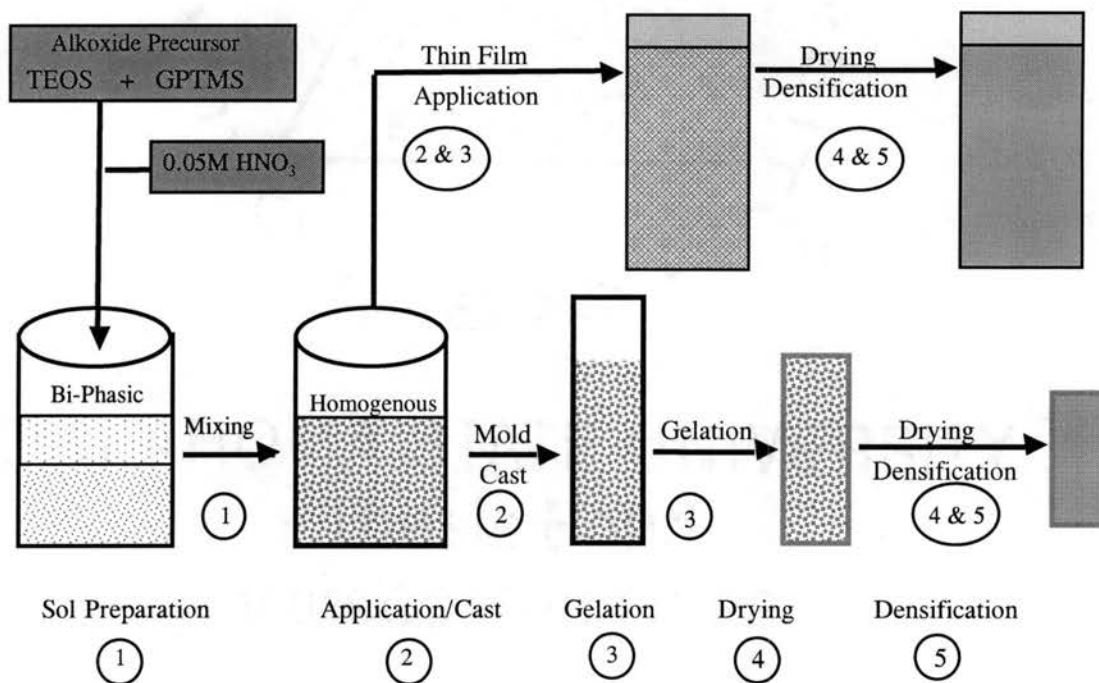 Alkoxide Precursor
TEOS + GPTMS
0.05M HNO₃
Thin Film
Application
2 & 3
Drying
Densification
4 & 5
Bi-Phasic
Mixing
1
Homogenous
Mold
Cast
2
Gelation
3
Drying
Densification
4 & 5
Sol Preparation
1
Application/Cast
2
Gelation
3
Drying
4
Densification
5